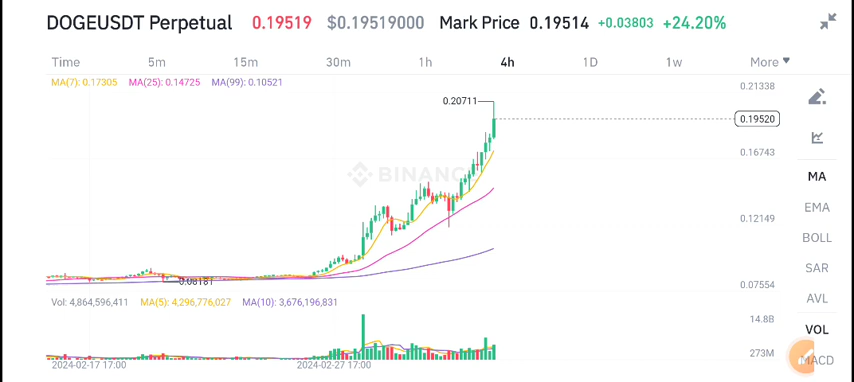 DOGEUSDT Perpetual 0.19519 $0.19519000 Mark Price 0.19514 +0.03803 +24.20%
Time 5m 15m 30m 1h 4h 1D 1w More
MA(7): 0.17305 MA(25): 0.14725 MA(99): 0.10521
0.21338
0.20711
0.19520
0.16743
BINANC
MA
EMA
0.12149
BOLL
SAR
0.08181
0.07554
AVL
Vol: 4,864,596,411 MA(5): 4,296,776,027 MA(10): 3,676,196,831
14.8B
VOL
273M
MACD
2024-02-17 17:00 2024-02-27 17:00